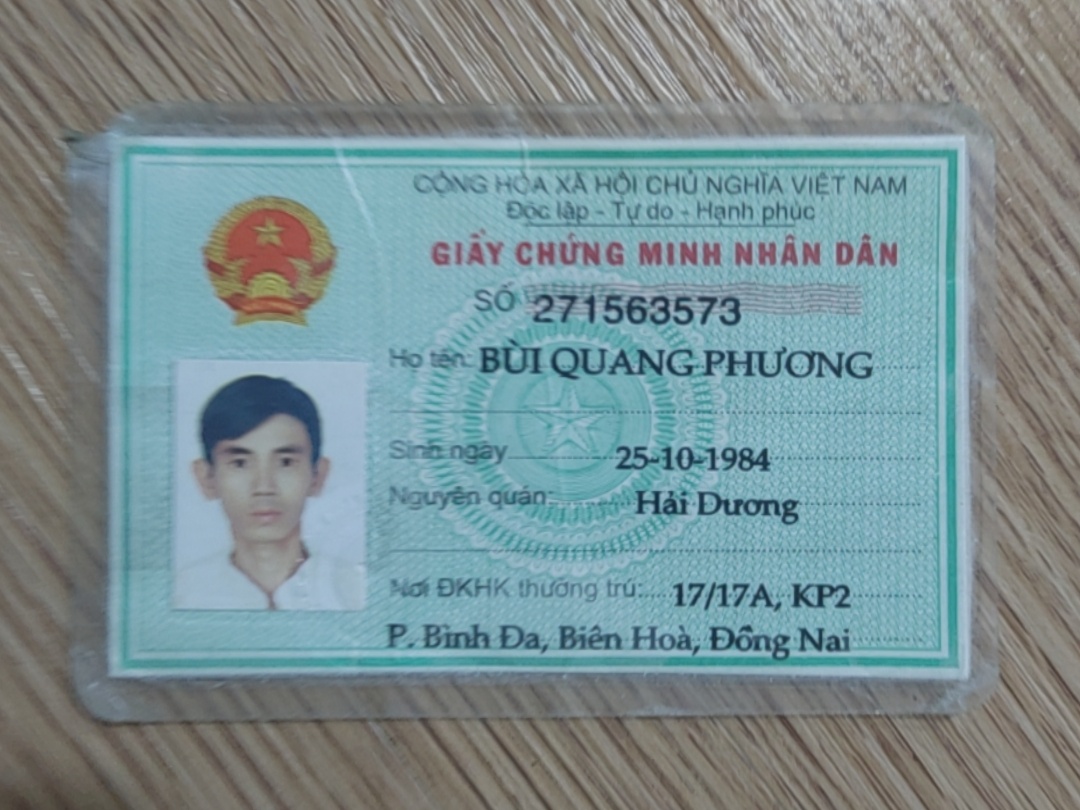 CỘNG HÒA XÃ HỘI CHỦ NGHĨA VIỆT NAM
Độc lập - Tự do - Hạnh phúc
GIẤY CHỨNG MINH NHÂN DÂN
SỐ 271563573
Họ tên: BÙI QUANG PHƯƠNG
Sinh ngày 25-10-1984
Nguyên quán: Hải Dương
Nơi ĐKHK thường trú: 17/17A, KP2
P. Bình Đa, Biên Hoà, Đồng Nai